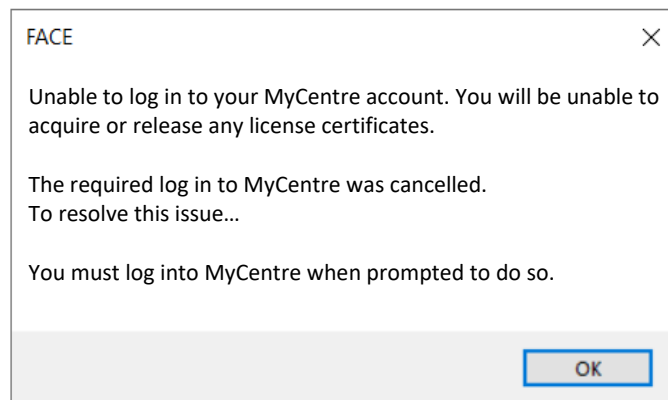 FACE
Unable to log in to your MyCentre account. You will be unable to
acquire or release any license certificates.
The required log in to MyCentre was cancelled.
To resolve this issue…
You must log into MyCentre when prompted to do so.
OK